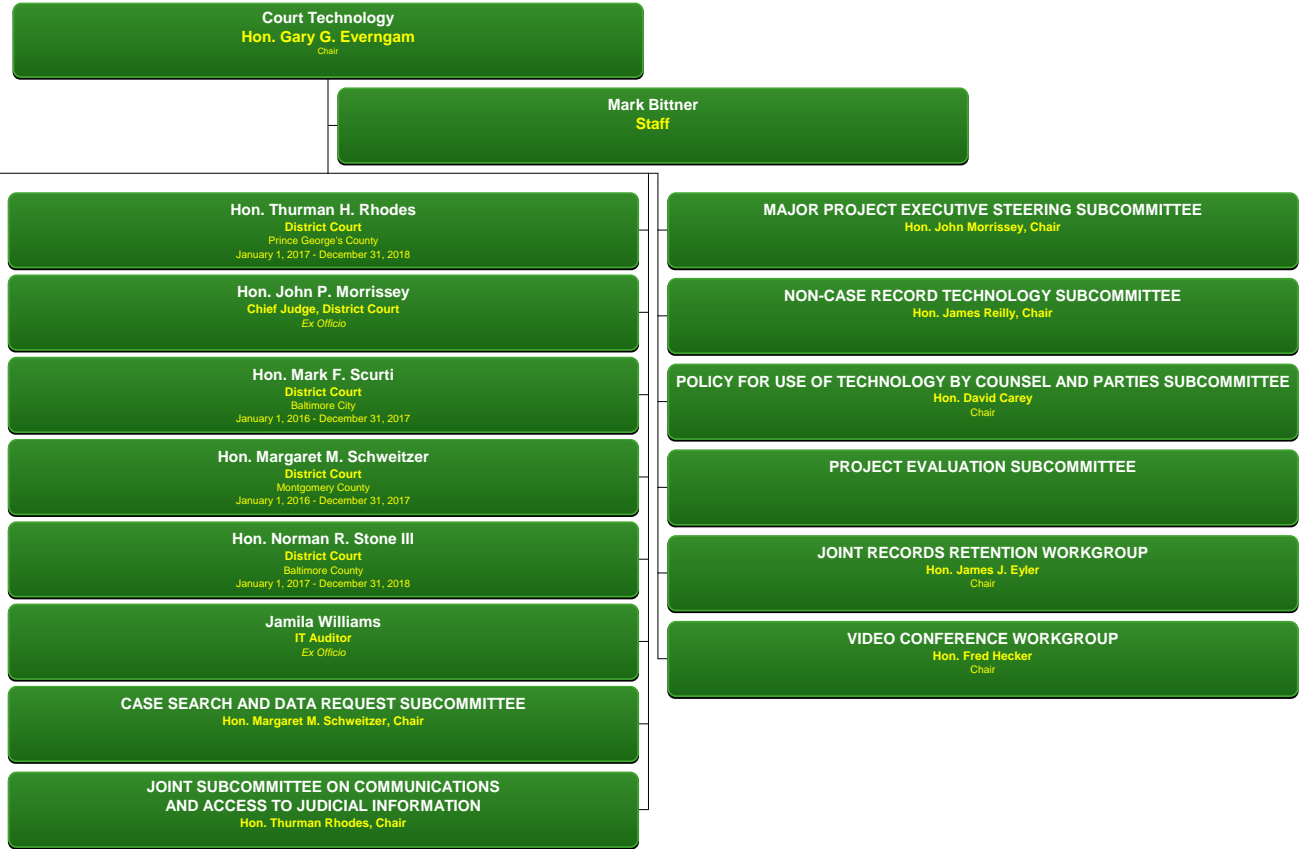 Court Technology
Hon. Gary G. Everngam
Chair
Mark Bittner
Staff
Hon. Thurman H. Rhodes
District Court
Prince George's County
January 1, 2017 - December 31, 2018
Hon. John P. Morrissey
Chief Judge, District Court
Ex Officio
Hon. Mark F. Scurti
District Court
Baltimore City
January 1, 2016 - December 31, 2017
Hon. Margaret M. Schweitzer
District Court
Montgomery County
January 1, 2016 - December 31, 2017
Hon. Norman R. Stone III
District Court
Baltimore County
January 1, 2017 - December 31, 2018
Jamila Williams
IT Auditor
Ex Officio
CASE SEARCH AND DATA REQUEST SUBCOMMITTEE
Hon. Margaret M. Schweitzer, Chair
JOINT SUBCOMMITTEE ON COMMUNICATIONS
AND ACCESS TO JUDICIAL INFORMATION
Hon. Thurman Rhodes, Chair
MAJOR PROJECT EXECUTIVE STEERING SUBCOMMITTEE
Hon. John Morrissey, Chair
NON-CASE RECORD TECHNOLOGY SUBCOMMITTEE
Hon. James Reilly, Chair
POLICY FOR USE OF TECHNOLOGY BY COUNSEL AND PARTIES SUBCOMMITTEE
Hon. David Carey
Chair
PROJECT EVALUATION SUBCOMMITTEE
JOINT RECORDS RETENTION WORKGROUP
Hon. James J. Eyler
Chair
VIDEO CONFERENCE WORKGROUP
Hon. Fred Hecker
Chair